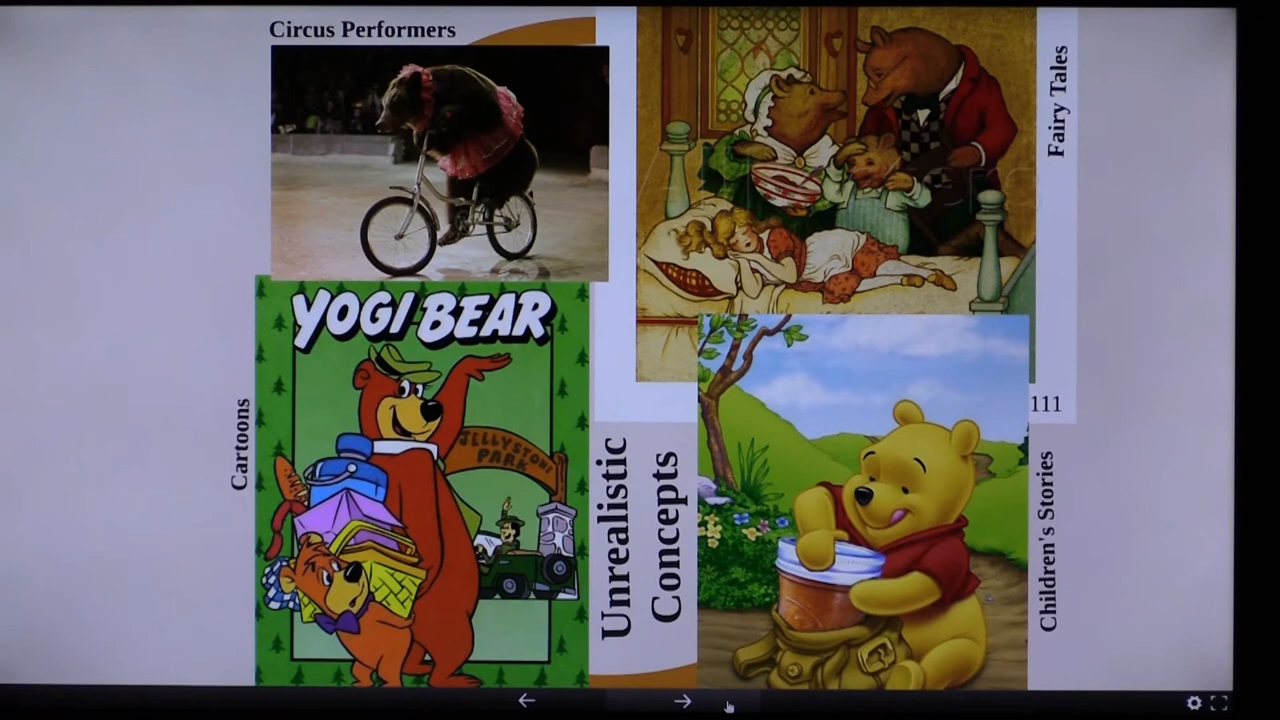 Circus Performers
Fairy Tales
YOGI BEAR
JELLYSTONE
PARK
Cartoons
Unrealistic
Concepts
111
Children's Stories